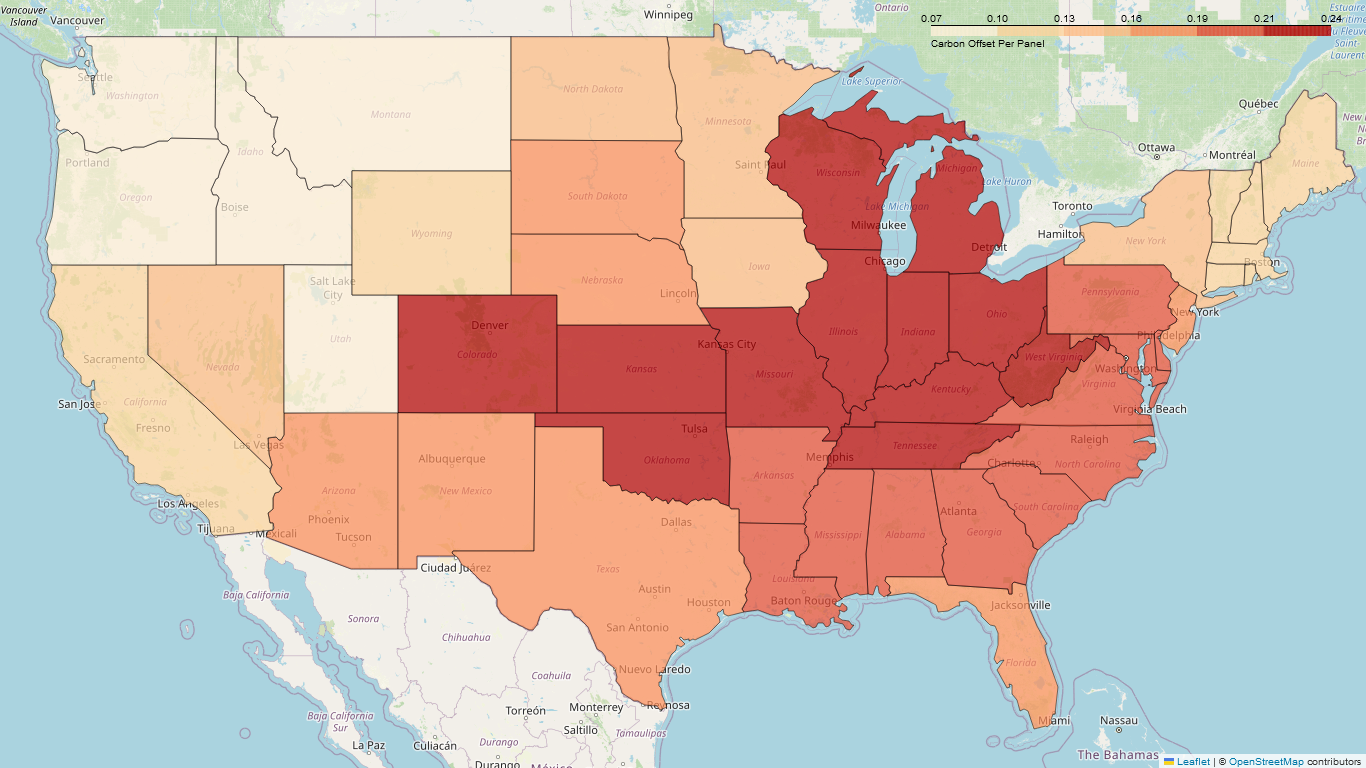 Vancouver
Island
Vancouver
Winnipeg
Ontario
0.07 0.10 0.13 0.16 0.19 0.21 0.24
Carbon Offset Per Panel
Estuaire
Saint-
Laurent
Seattle
Washington
Montana
North Dakota
Minnesota
Lake Superior
Québec
Ottawa
Montréal
Portland
Idaho
Saint Paul
Wisconsin
Michigan
Lake Huron
Maine
Oregon
Boise
South Dakota
Lake Michigan
Toronto
Milwaukee
Hamilton
Wyoming
Detroit
New York
Chicago
Iowa
Boston
Salt Lake
City
Nebraska
Lincoln
Pennsylvania
New York
Denver
Ohio
Illinois
Indiana
Philadelphia
Utah
Kansas City
Colorado
Sacramento
Nevada
Kansas
Missouri
West Virginia
Washington
Virginia
Kentucky
San Jose
California
Fresno
Virginia Beach
Las Vegas
Tulsa
Raleigh
Albuquerque
Oklahoma
Tennessee
Memphis
Charlotte
North Carolina
Arizona
New Mexico
Arkansas
Los Angeles
Phoenix
Dallas
Atlanta
South Carolina
Tijuana
Mexicali
Tucson
Mississippi
Alabama
Georgia
Ciudad Juárez
Texas
Louisiana
Baja California
Austin
Houston
Baton Rouge
Jacksonville
Sonora
San Antonio
Chihuahua
Florida
Coahuila
Nuevo Laredo
Baja California
Sur
Torreón
Monterrey
Reynosa
Miami
Nassau
La Paz
Culiacán
Durango
Saltillo
Tamaulipas
The Bahamas
Durango
México
Leaflet | © OpenStreetMap contributors